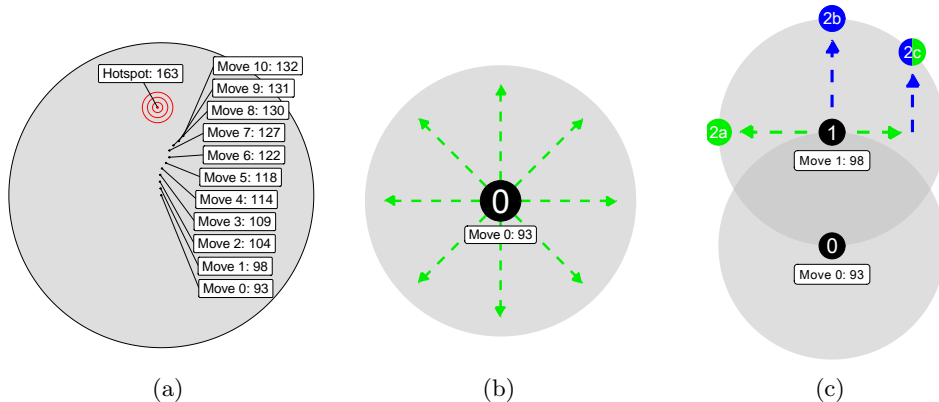 Hotspot: 163
Move 10: 132
Move 9: 131
Move 8: 130
Move 7: 127
Move 6: 122
Move 5: 118
Move 4: 114
Move 3: 109
Move 2: 104
Move 1: 98
Move 0: 93
(a)
0
Move 0: 93
(b)
2b
2c
2a
1
Move 1: 98
0
Move 0: 93
(c)